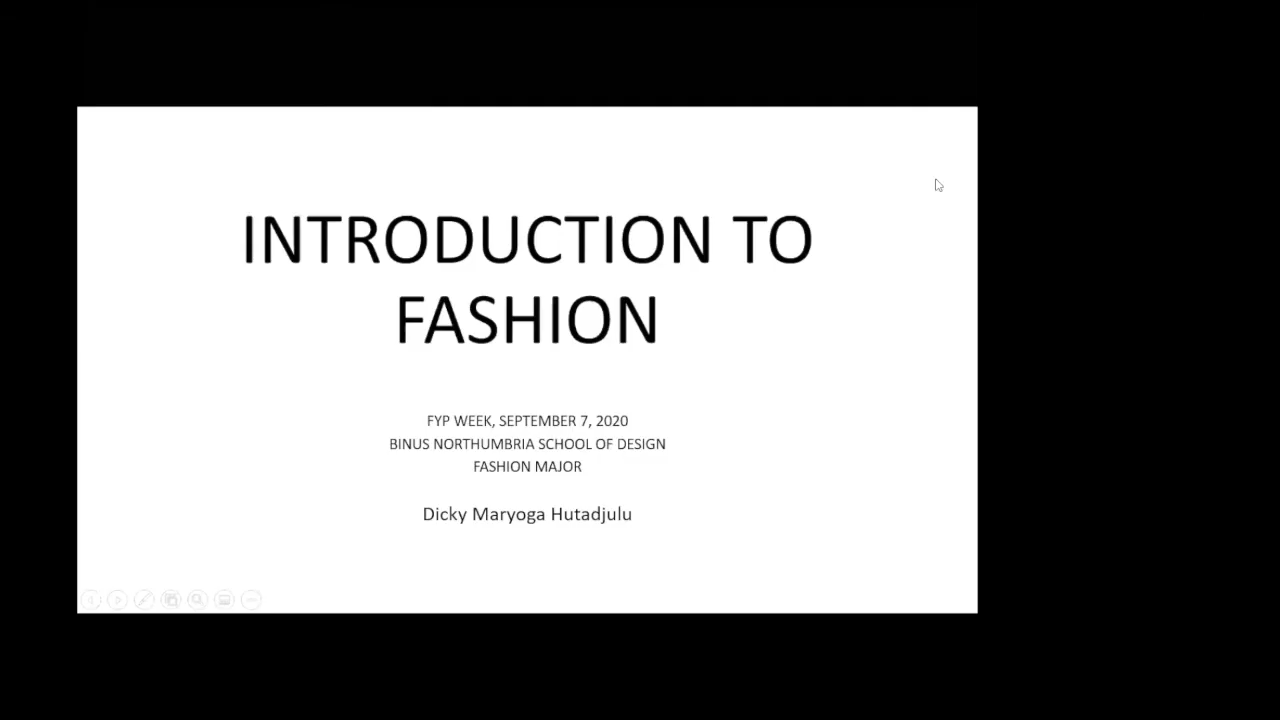 INTRODUCTION TO
FASHION
FYP WEEK, SEPTEMBER 7, 2020
BINUS NORTHUMBRIA SCHOOL OF DESIGN
FASHION MAJOR
Dicky Maryoga Hutadjulu